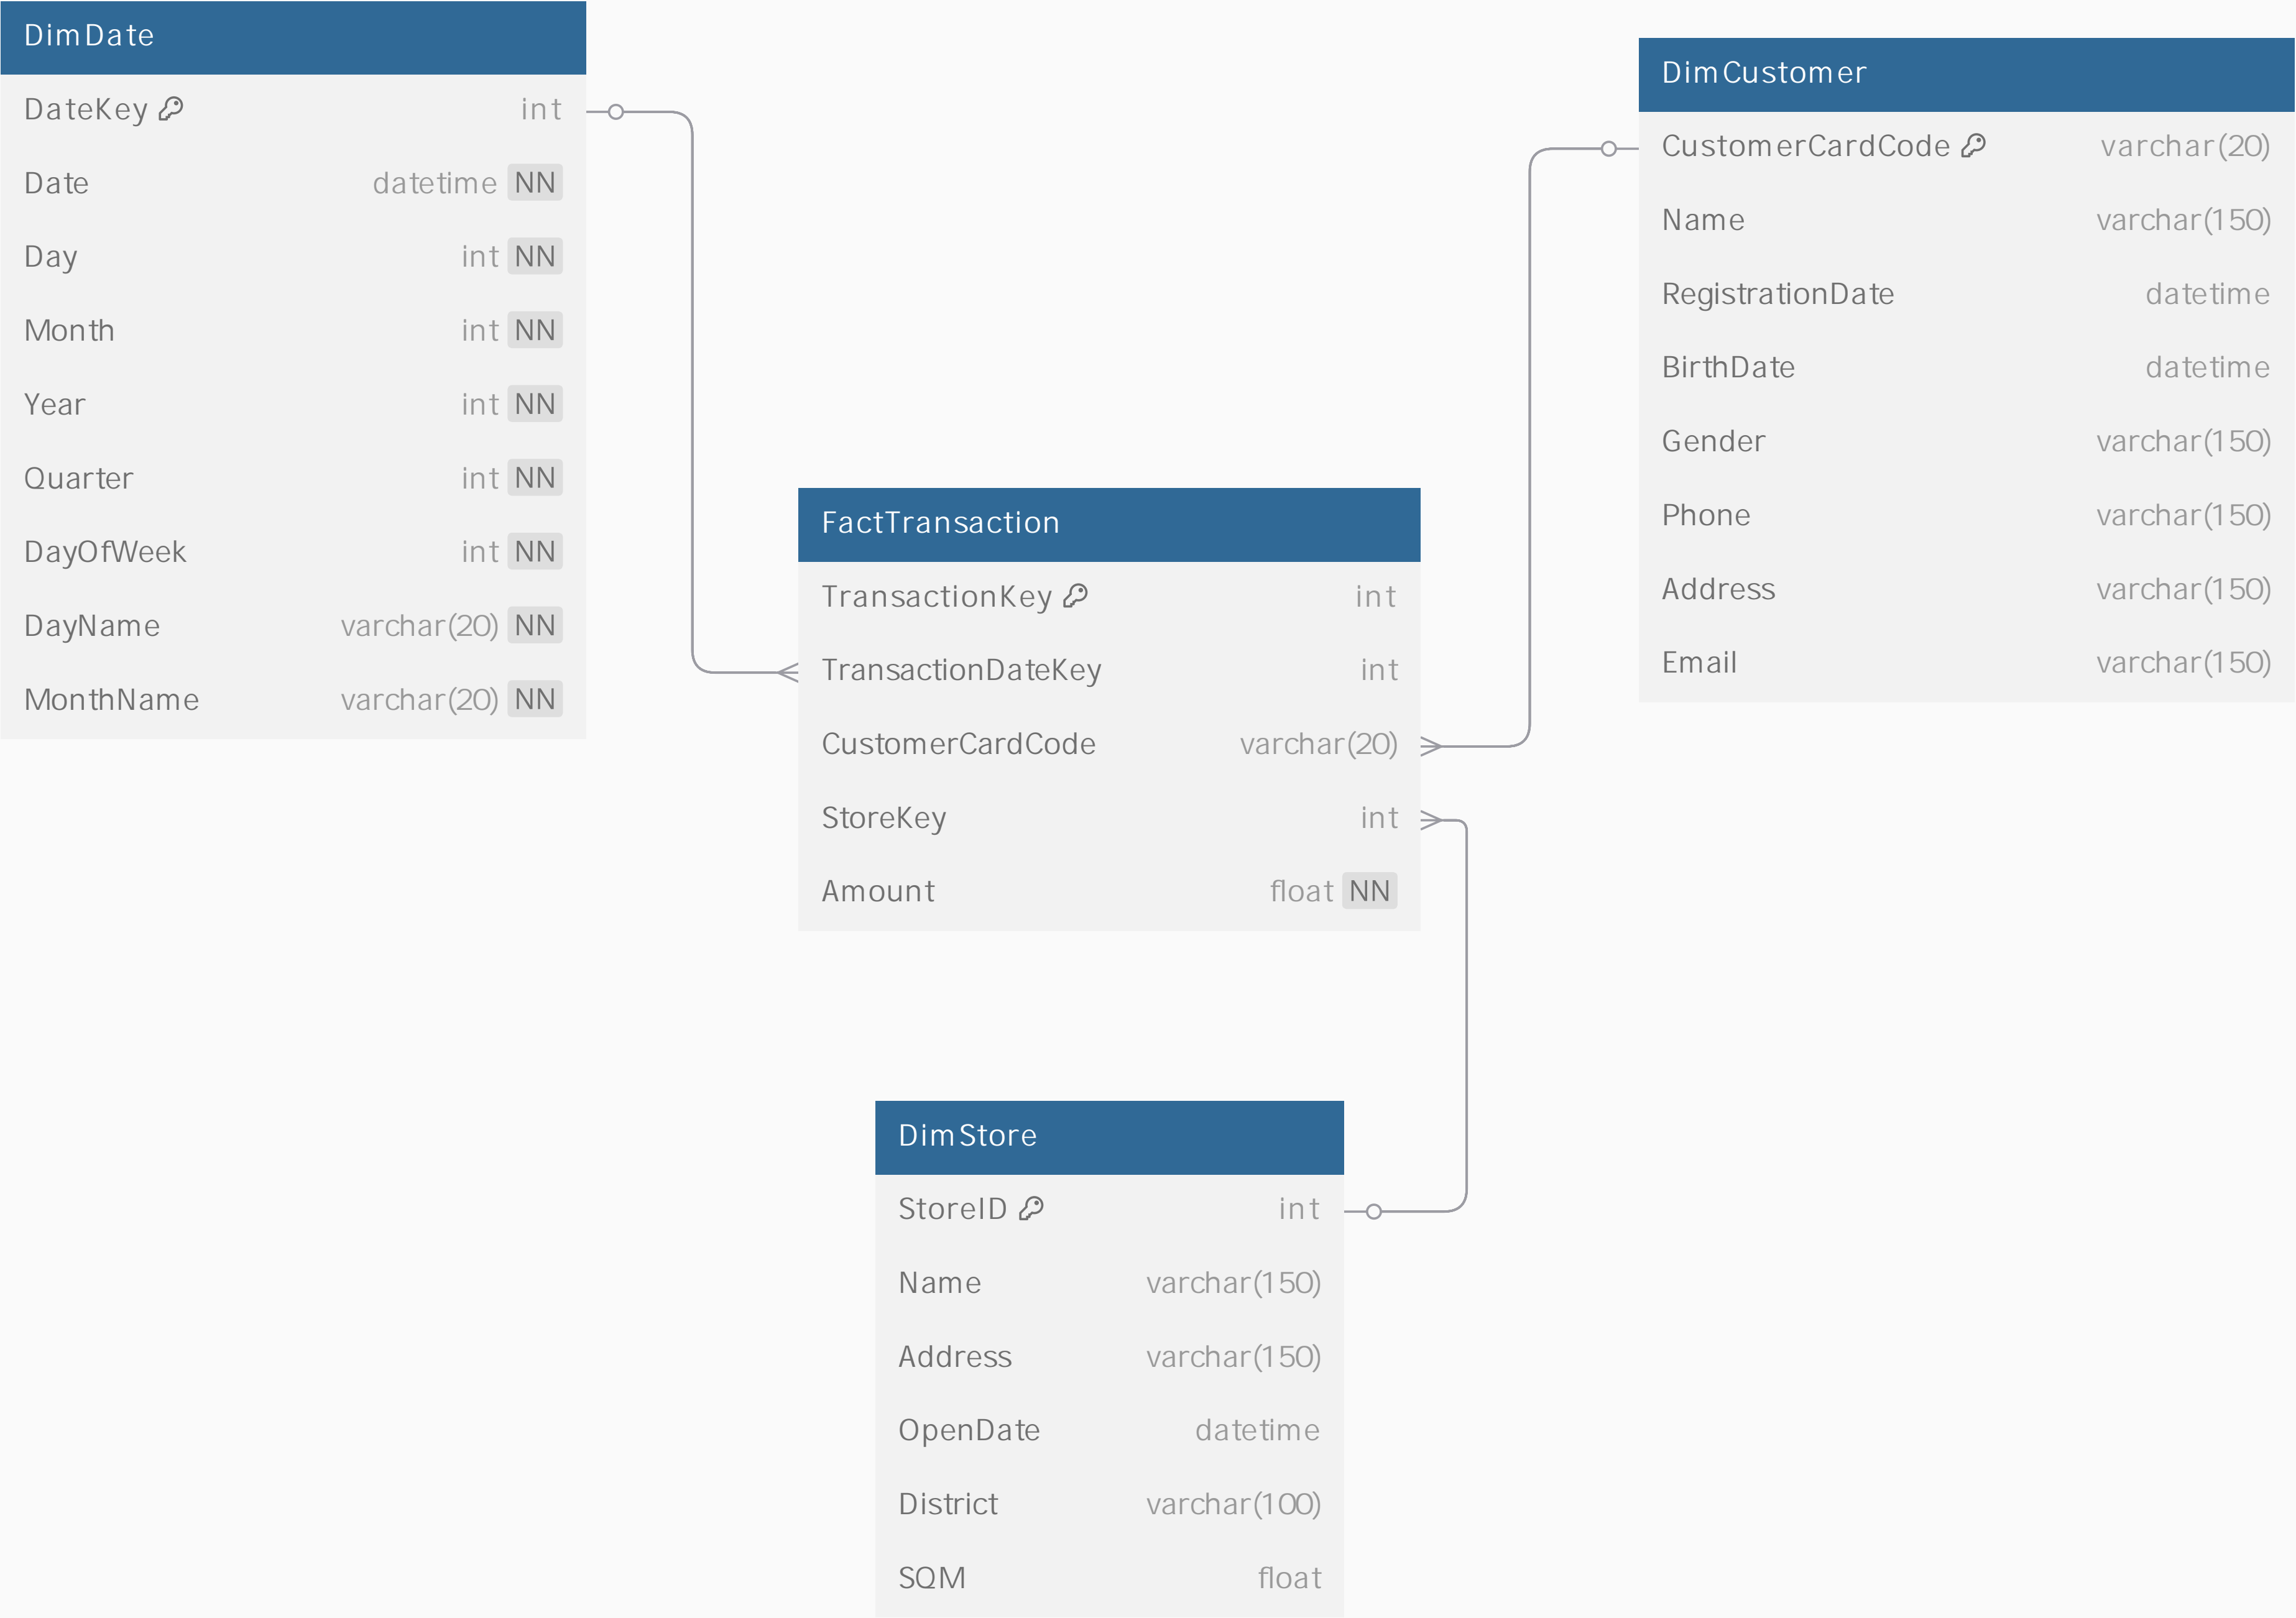 DimDate
DateKey int
Date datetime NN
Day int NN
Month int NN
Year int NN
Quarter int NN
DayOfWeek int NN
DayName varchar(20) NN
MonthName varchar(20) NN
DimCustomer
CustomerCardCode varchar(20)
Name varchar(150)
RegistrationDate datetime
BirthDate datetime
Gender varchar(150)
Phone varchar(150)
Address varchar(150)
Email varchar(150)
FactTransaction
TransactionKey int
TransactionDateKey int
CustomerCardCode varchar(20)
StoreKey int
Amount float NN
DimStore
StoreID int
Name varchar(150)
Address varchar(150)
OpenDate datetime
District varchar(100)
SQM float